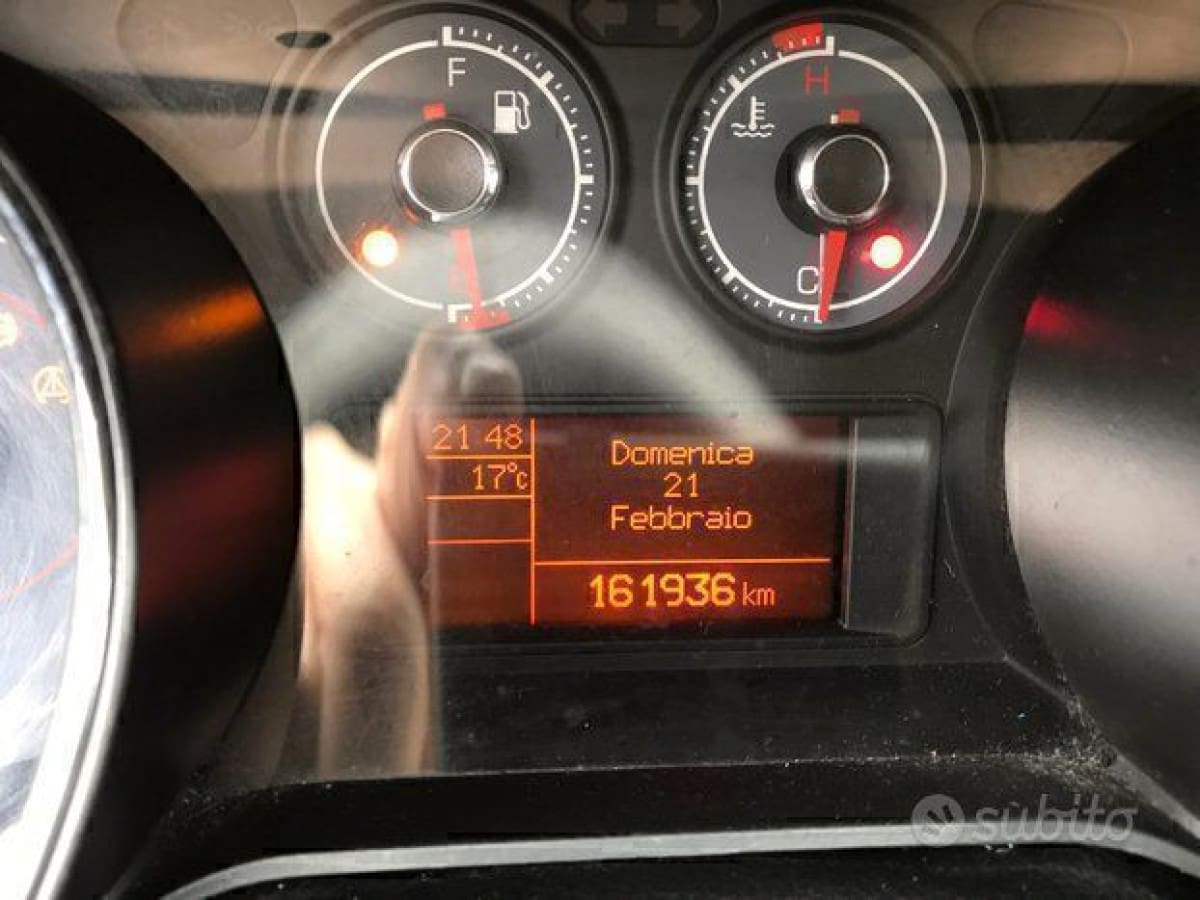 F
H
C
21 48
17°c
Domenica
21
Febbraio
161936 km
subito